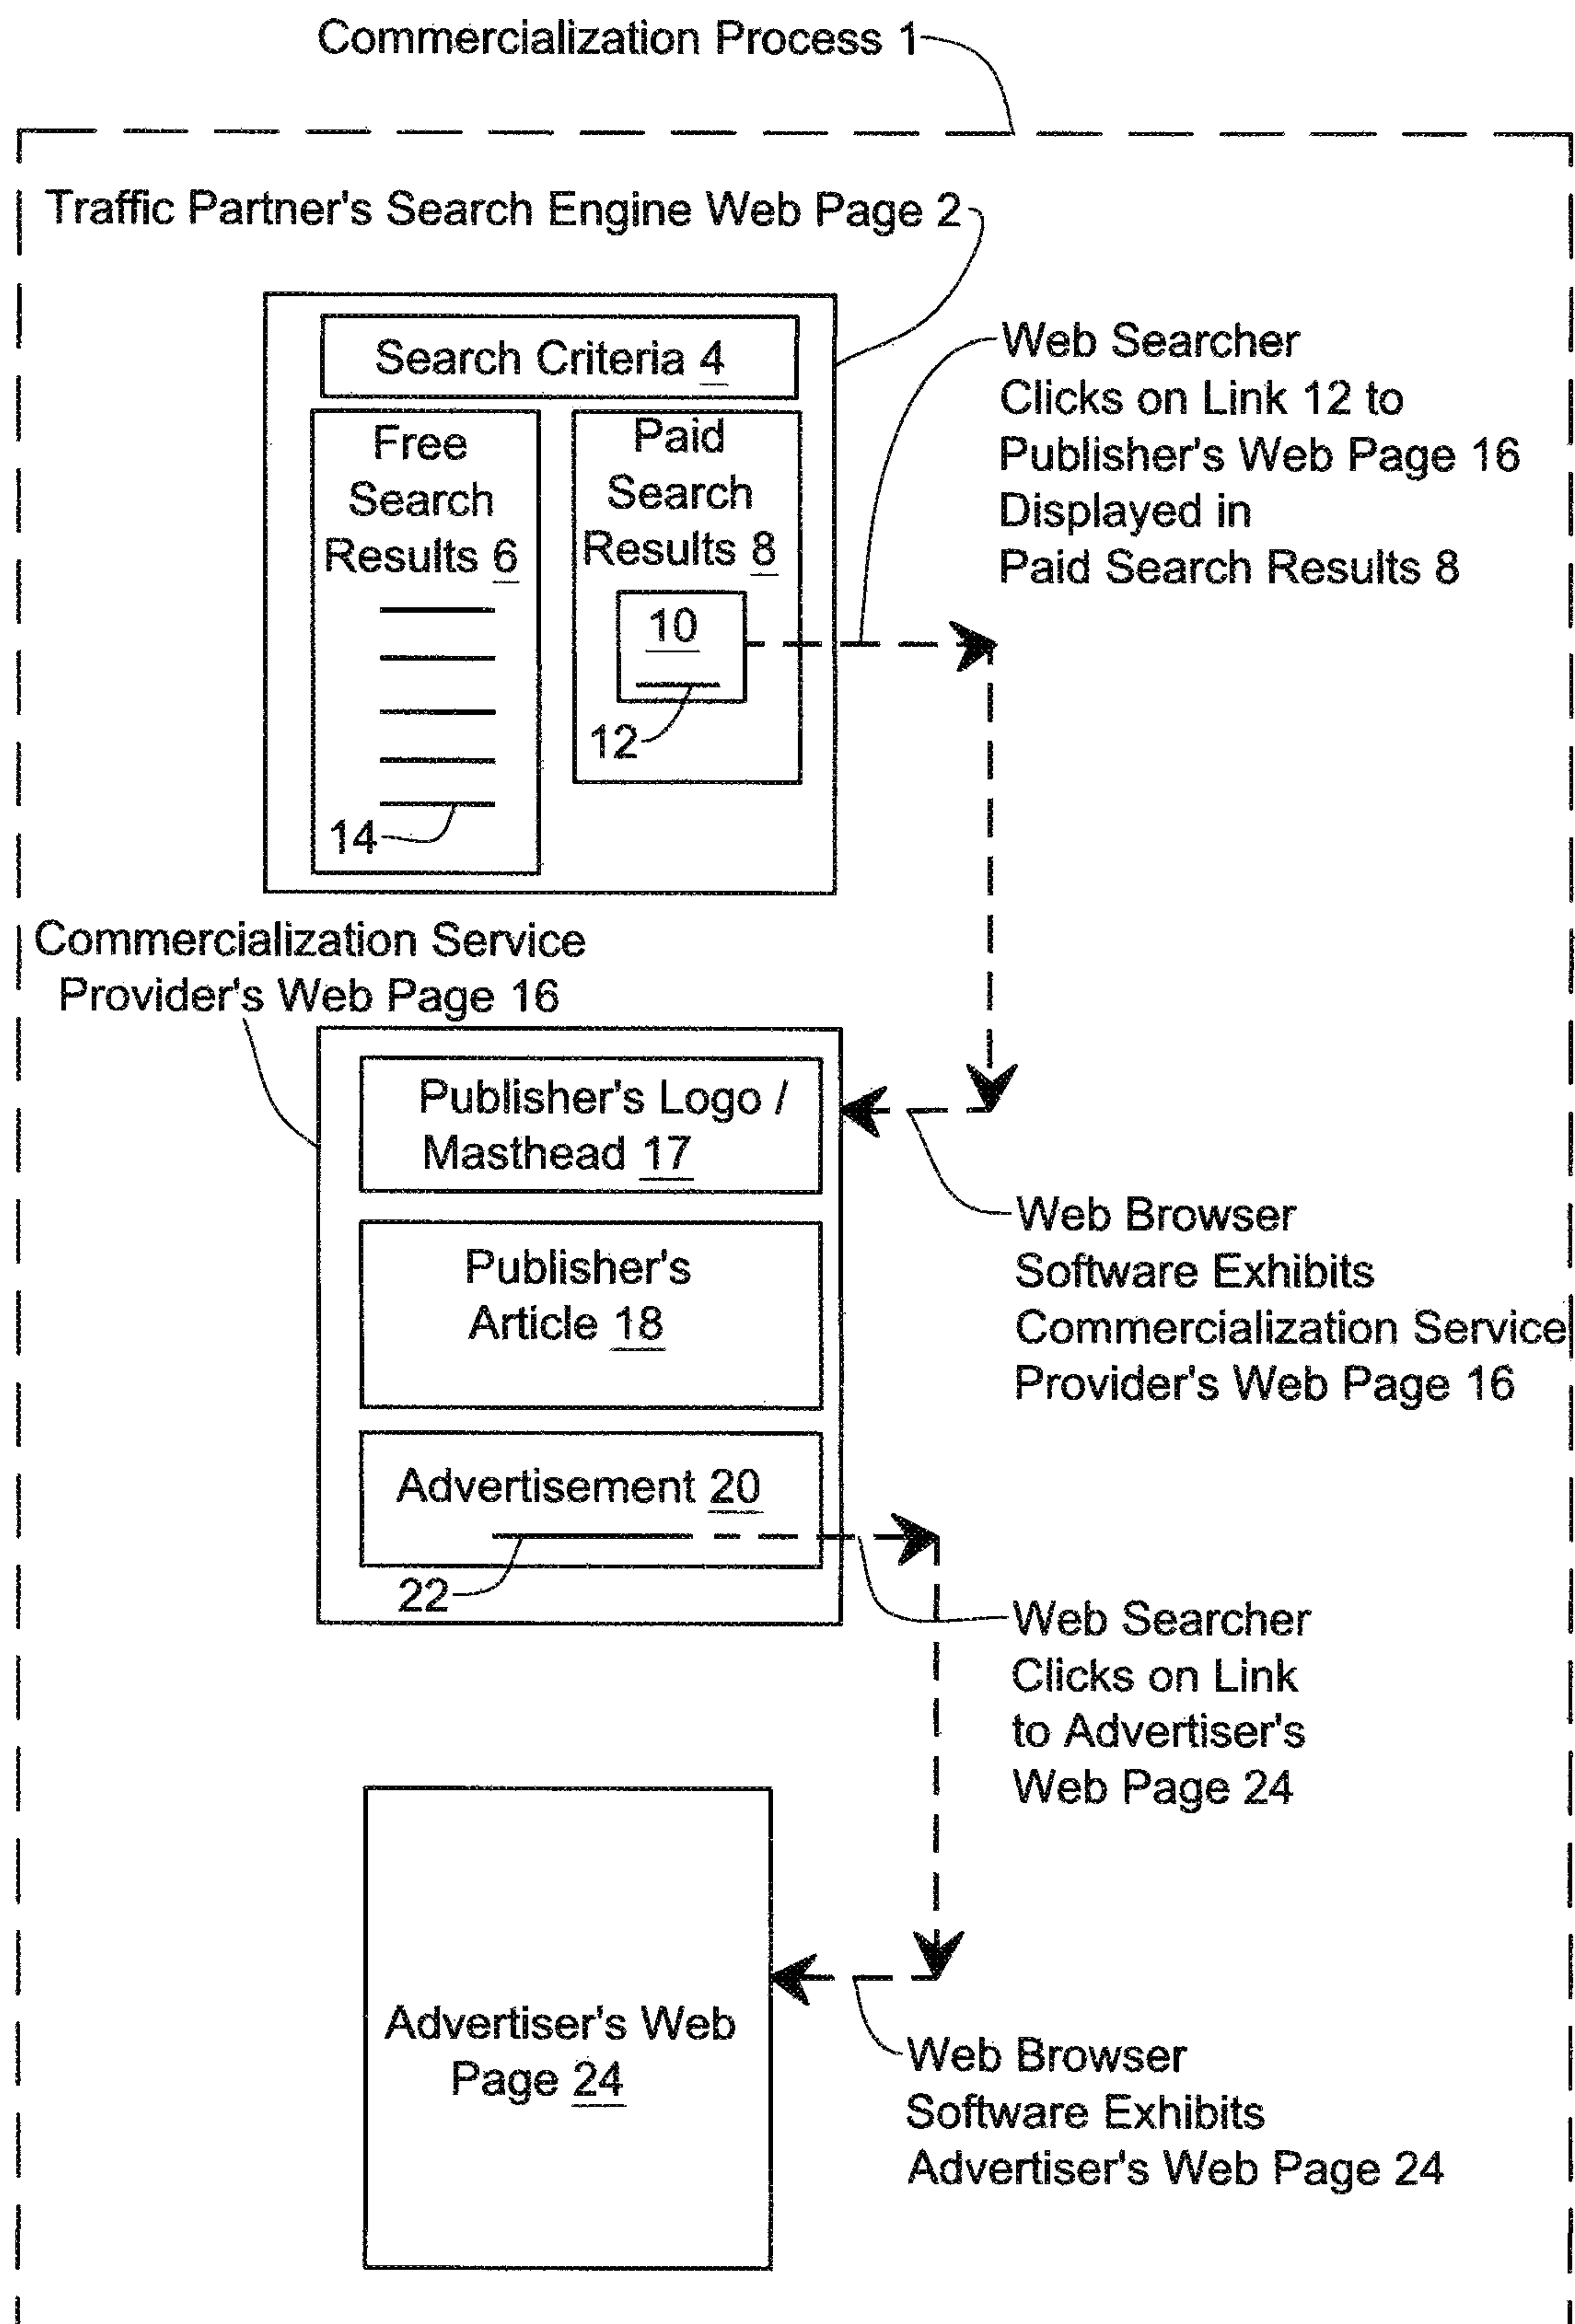 Commercialization Process 1
Traffic Partner's Search Engine Web Page 2
Search Criteria 4
Free
Search
Results 6
14
Paid
Search
Results 8
10
12
Web Searcher
Clicks on Link 12 to
Publisher's Web Page 16
Displayed in
Paid Search Results 8
Commercialization Service
Provider's Web Page 16
Publisher's Logo /
Masthead 17
Publisher's
Article 18
Advertisement 20
22
Web Browser
Software Exhibits
Commercialization Service
Provider's Web Page 16
Web Searcher
Clicks on Link
to Advertiser's
Web Page 24
Advertiser's Web
Page 24
Web Browser
Software Exhibits
Advertiser's Web Page 24